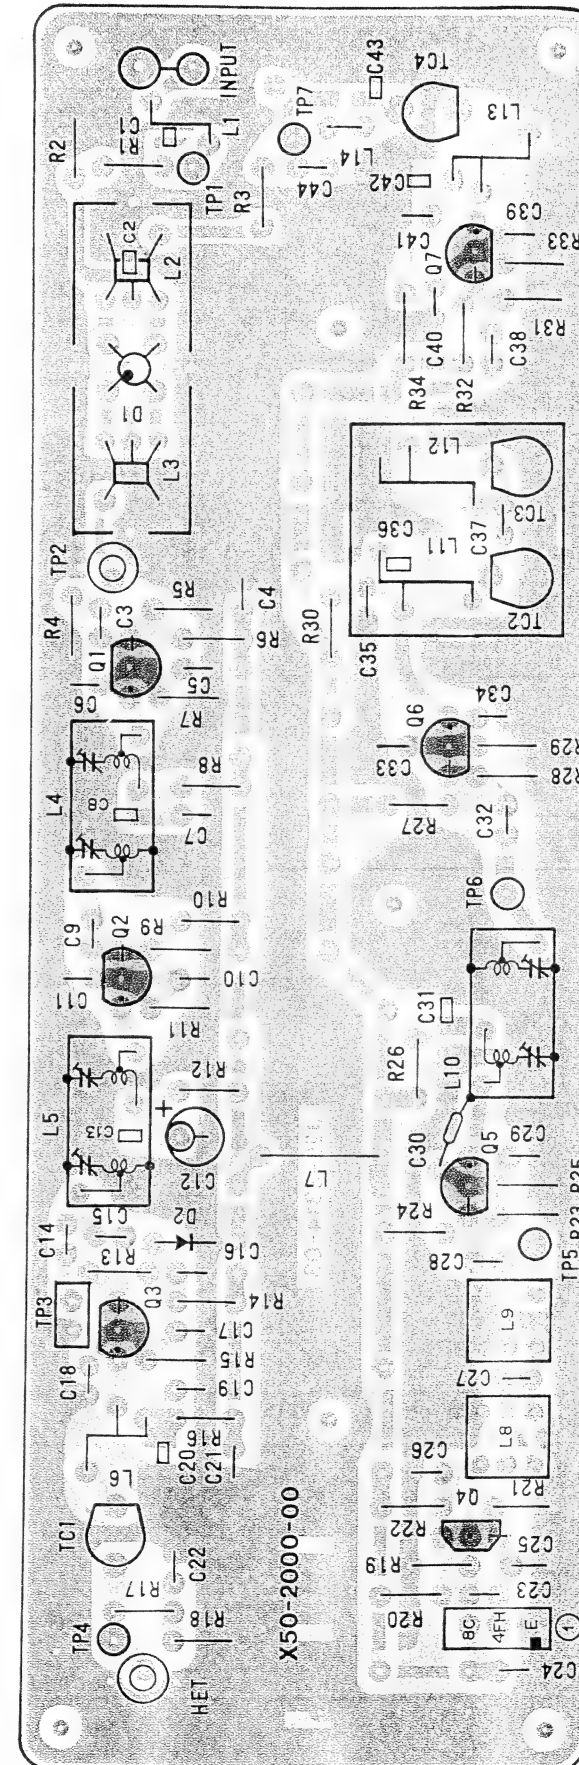 INPUT
C43
TC4
R2
C1
R1
L1
TP7
L13
TP1
L14
C44
C42
R3
C2
L2
C41
Q7
C39
R33
C40
C38
R31
D1
R34
R32
L3
L12
TP2
C36
L11
C37
TC3
R4
C3
R5
C4
R30
TC2
Q1
R6
C35
C6
C5
R7
Q6
C34
L4
R8
C33
R29
R28
C8
C7
R27
C32
C9
Q2
R9
R10
TP6
C11
C10
R11
C31
L5
R12
R26
L10
C13
+
C12
C30
Q5
C29
L7
R25
C14
C15
D2
R24
R23
R13
C16
C28
TP5
TP3
Q3
R14
C17
L9
R15
C18
C19
C27
R16
L8
C20
C21
C26
L6
Q4
R21
TC1
R22
C25
C22
R19
X50-2000-00
R17
C23
TP4
R18
R20
8C
4FH
E
1
HET
C24